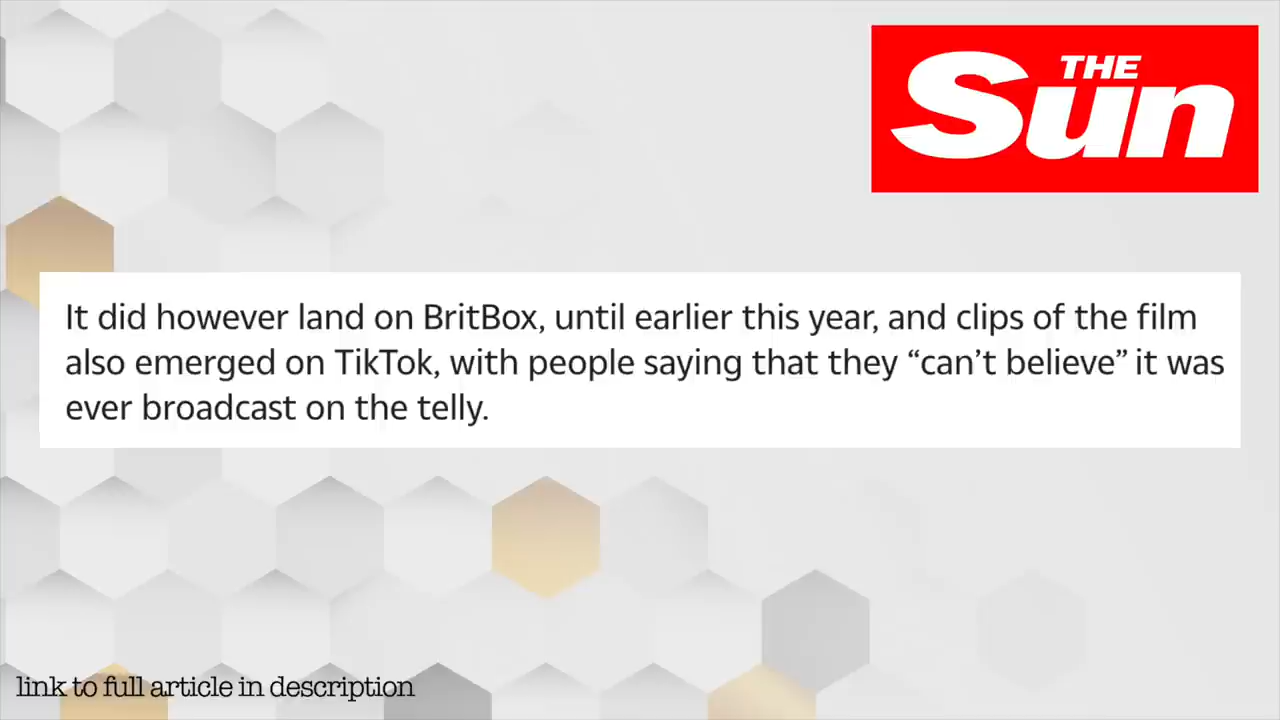 THE
Sun
It did however land on BritBox, until earlier this year, and clips of the film
also emerged on TikTok, with people saying that they “can’t believe” it was
ever broadcast on the telly.
link to full article in description